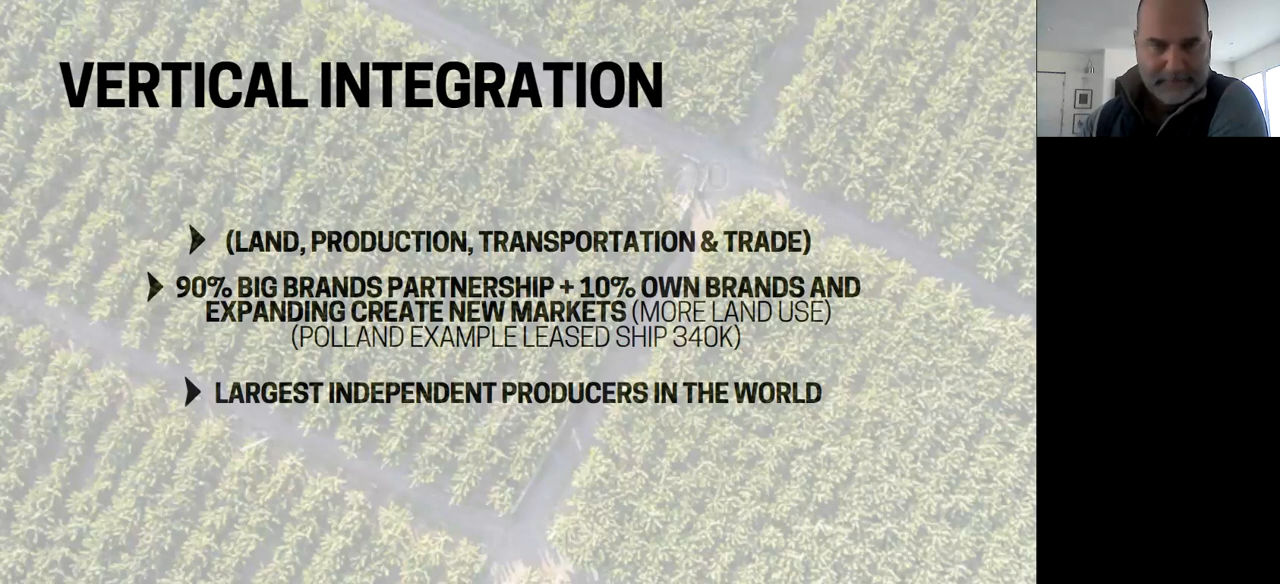 VERTICAL INTEGRATION
(LAND, PRODUCTION, TRANSPORTATION & TRADE)
90% BIG BRANDS PARTNERSHIP + 10% OWN BRANDS AND
EXPANDING CREATE NEW MARKETS (MORE LAND USE)
(POLLAND EXAMPLE LEASED SHIP 340K)
LARGEST INDEPENDENT PRODUCERS IN THE WORLD